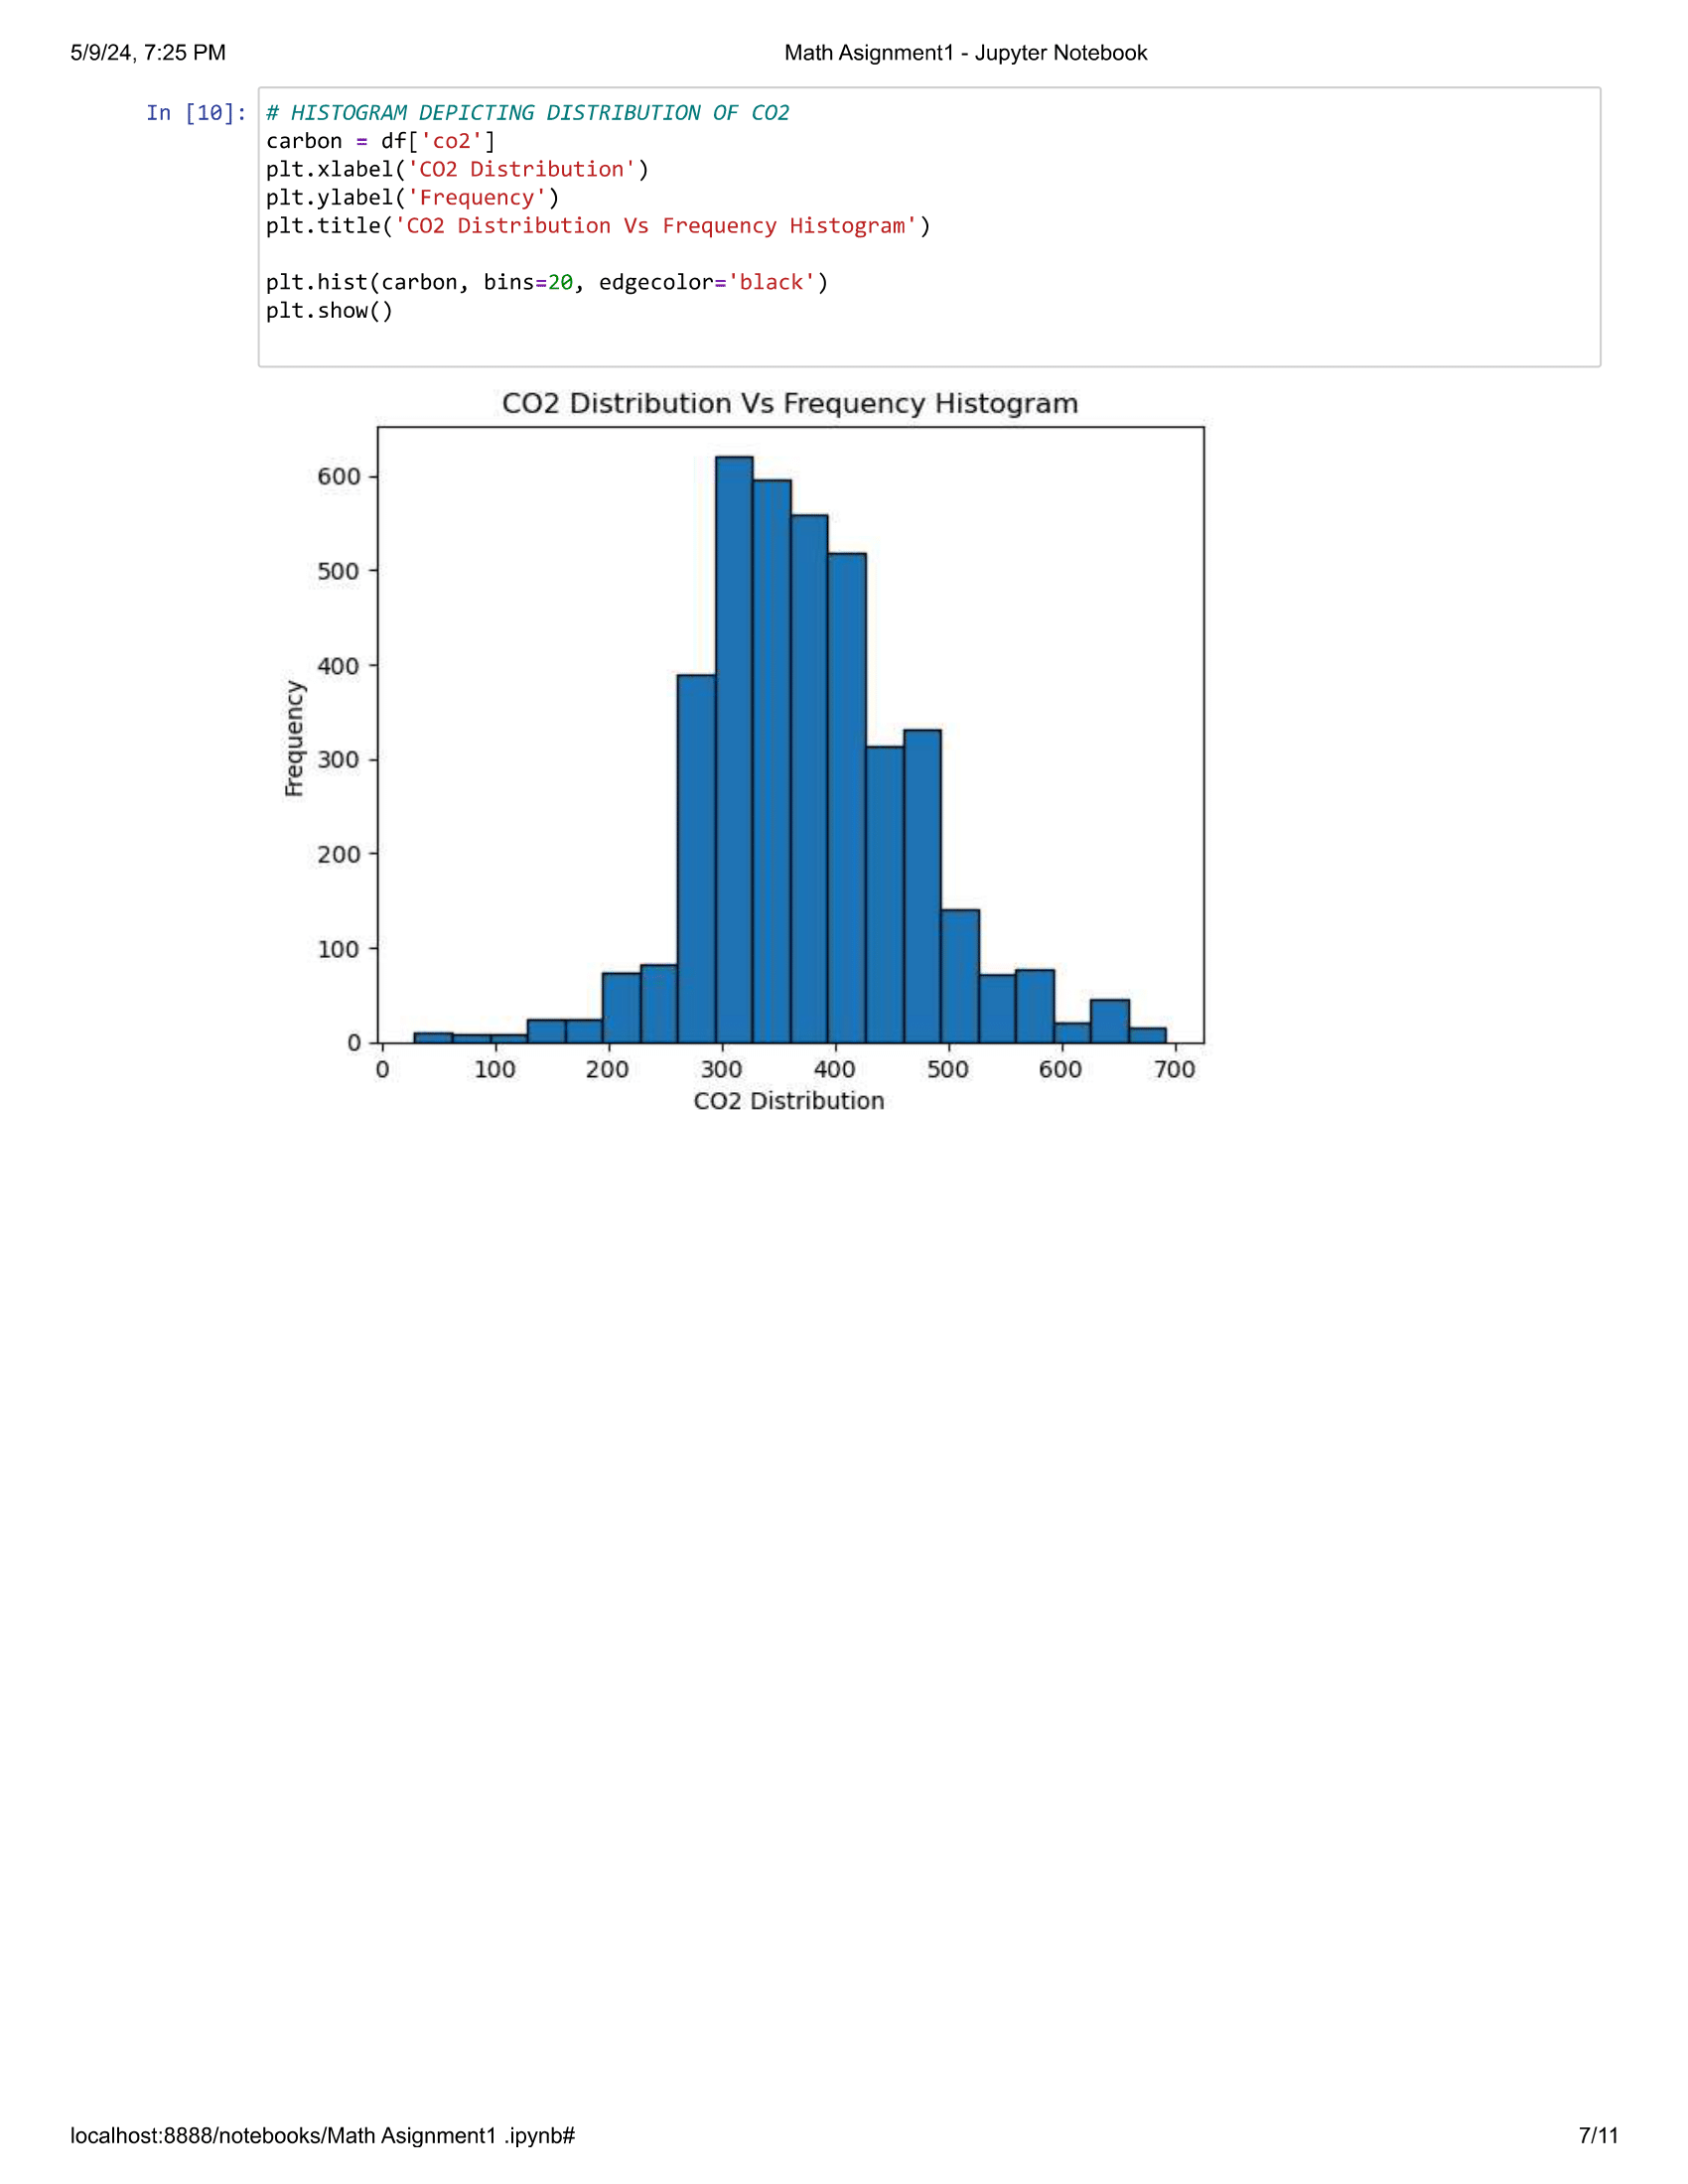 5/9/24, 7:25 PM
Math Asignment1 - Jupyter Notebook
In [10]:
# HISTOGRAM DEPICTING DISTRIBUTION OF CO2
carbon = df['co2']
plt.xlabel('CO2 Distribution')
plt.ylabel('Frequency')
plt.title('CO2 Distribution Vs Frequency Histogram')
plt.hist(carbon, bins=20, edgecolor='black')
plt.show()
CO2 Distribution Vs Frequency Histogram
600
500
400
300
200
100
0
Frequency
0 100 200 300 400 500 600 700
CO2 Distribution
localhost:8888/notebooks/Math Asignment1 .ipynb#
7/11